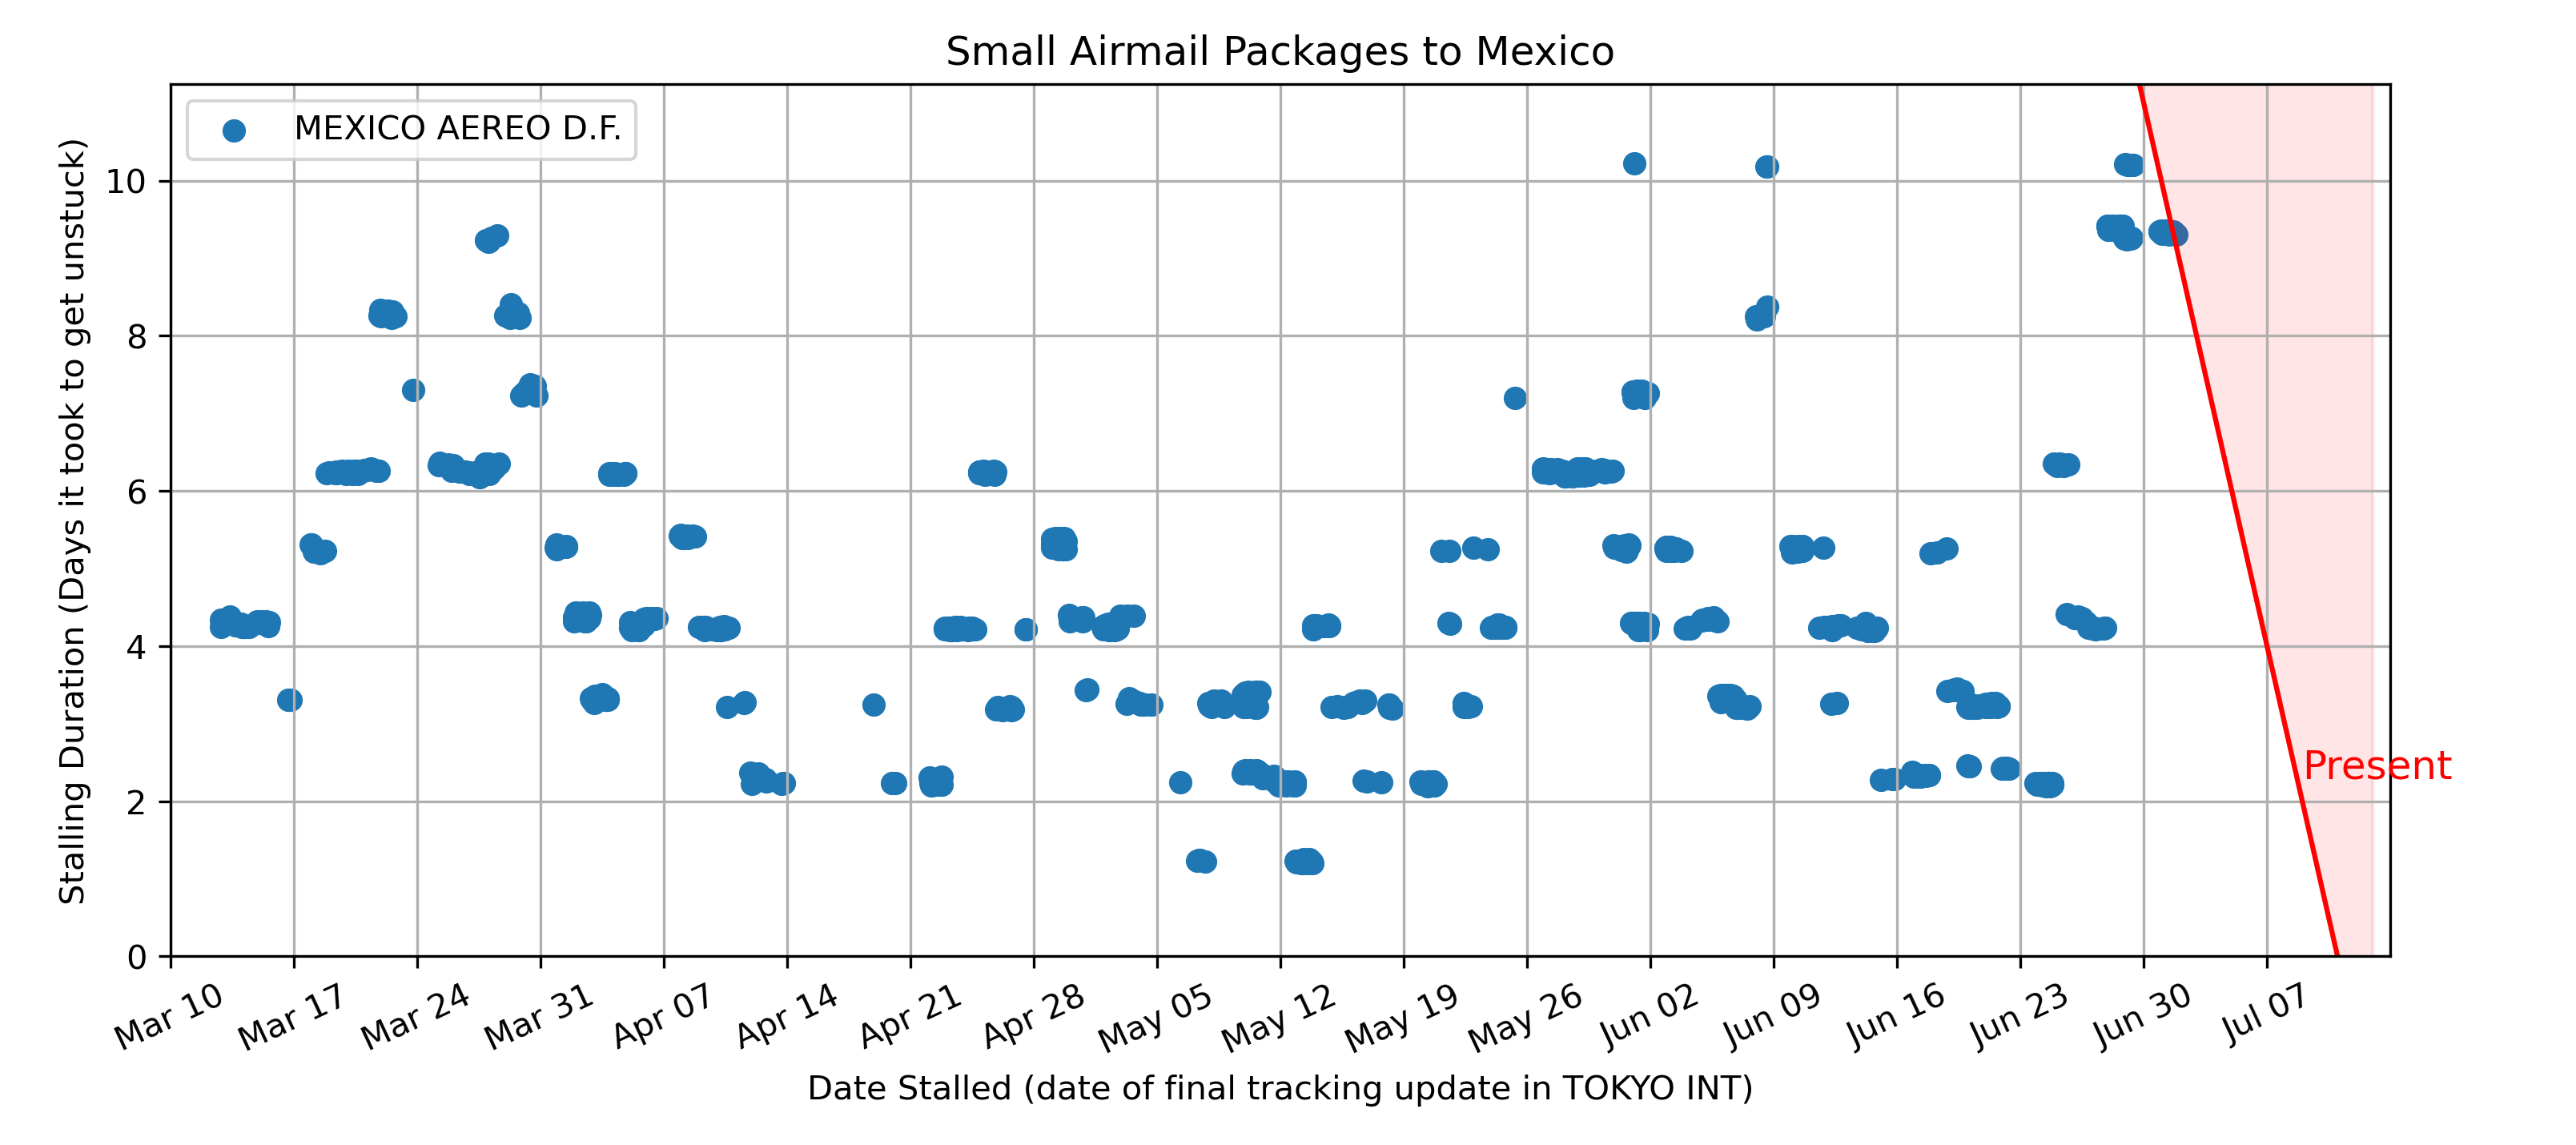 Small Airmail Packages to Mexico
MEXICO AEREO D.F.
Stalling Duration (Days it took to get unstuck)
10
8
6
4
2
0
Present
Mar 10
Mar 17
Mar 24
Mar 31
Apr 07
Apr 14
Apr 21
Apr 28
May 05
May 12
May 19
May 26
Jun 02
Jun 09
Jun 16
Jun 23
Jun 30
Jul 07
Date Stalled (date of final tracking update in TOKYO INT)